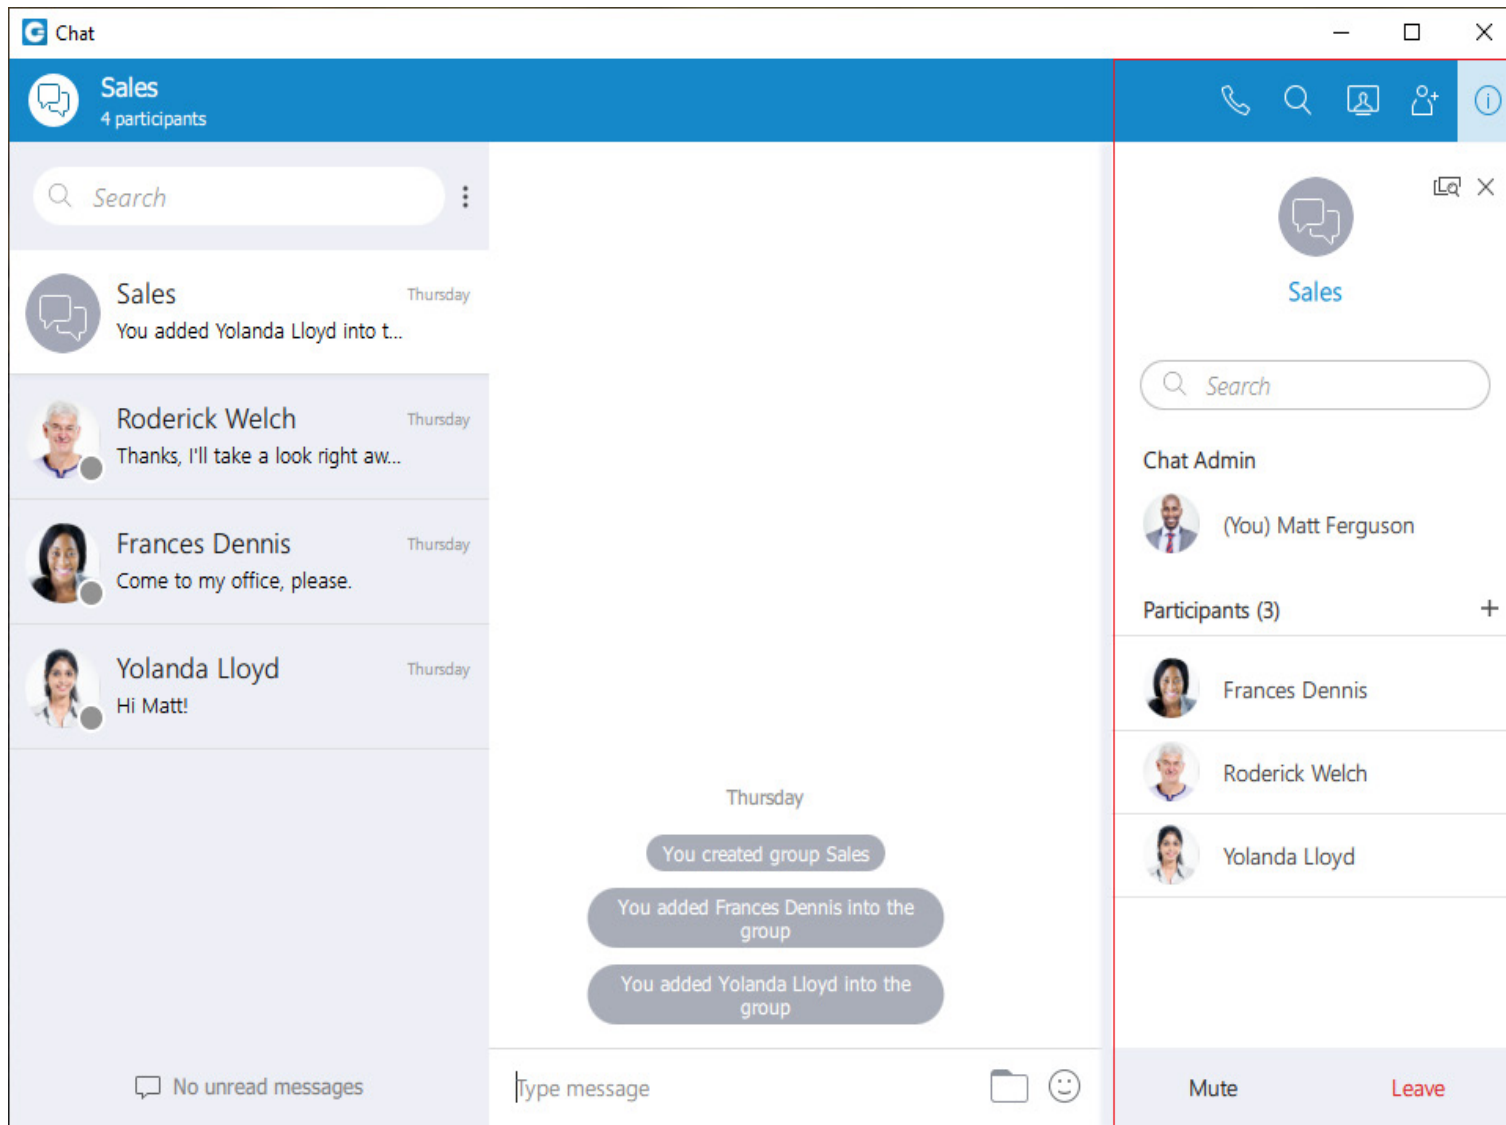 Chat
Sales
4 participants
Search
Sales
Thursday
You added Yolanda Lloyd into t...
Roderick Welch
Thursday
Thanks, I'll take a look right aw...
Frances Dennis
Thursday
Come to my office, please.
Yolanda Lloyd
Thursday
Hi Matt!
No unread messages
Thursday
You created group Sales
You added Frances Dennis into the
group
You added Yolanda Lloyd into the
group
Type message
Sales
Search
Chat Admin
(You) Matt Ferguson
Participants (3)
Frances Dennis
Roderick Welch
Yolanda Lloyd
Mute
Leave